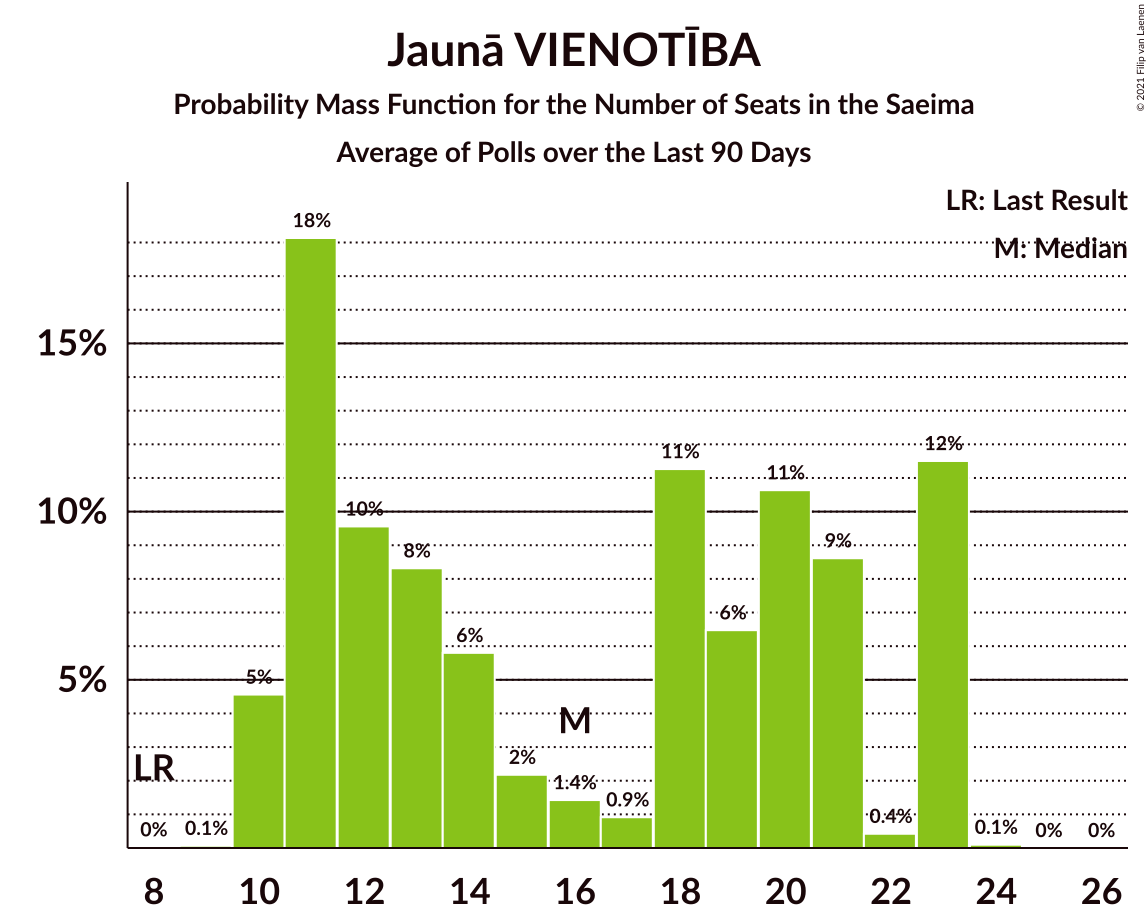 Jaunā VIENOTĪBA
Probability Mass Function for the Number of Seats in the Saeima
Average of Polls over the Last 90 Days
© 2021 Filip van Laenen
LR: Last Result
M: Median
18%
15%
12%
11%
11%
10%
10%
9%
8%
6%
6%
5%
5%
M
LR
2%
1.4%
0.9%
0.4%
0%
0.1%
0.1%
0%
0%
8 10 12 14 16 18 20 22 24 26